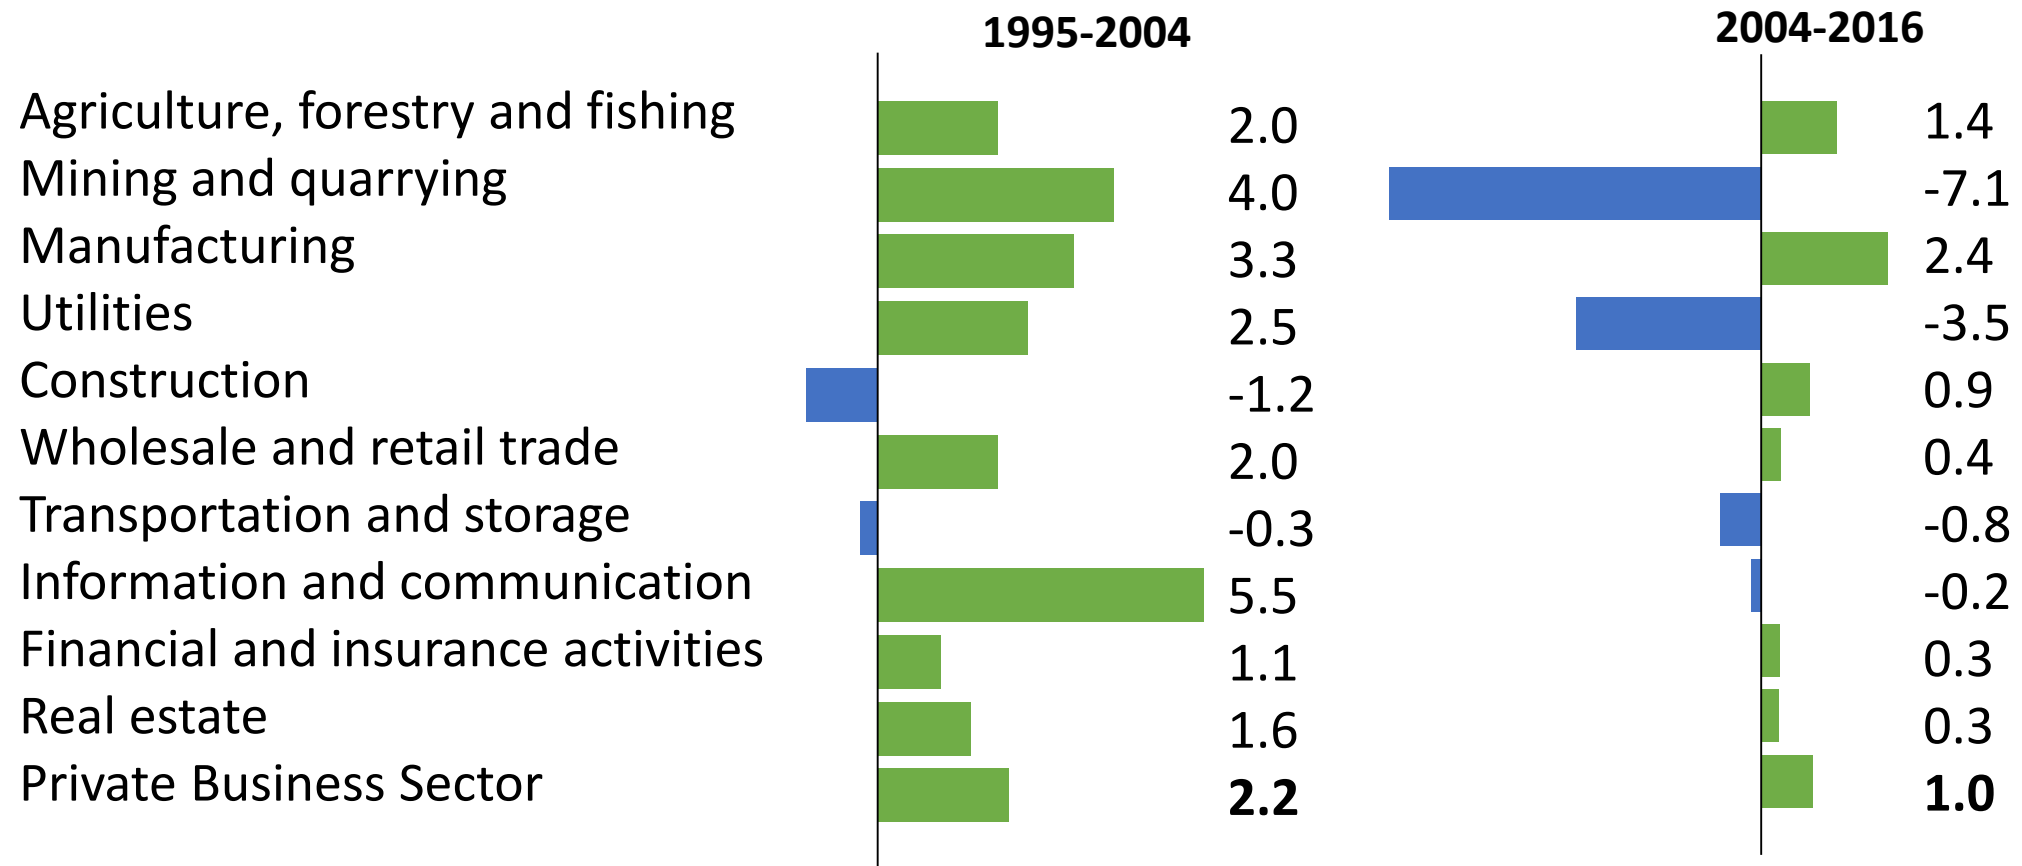 1995-2004 2004-2016
Agriculture, forestry and fishing 2.0 1.4
Mining and quarrying 4.0 -7.1
Manufacturing 3.3 2.4
Utilities 2.5 -3.5
Construction -1.2 0.9
Wholesale and retail trade 2.0 0.4
Transportation and storage -0.3 -0.8
Information and communication 5.5 -0.2
Financial and insurance activities 1.1 0.3
Real estate 1.6 0.3
Private Business Sector 2.2 1.0